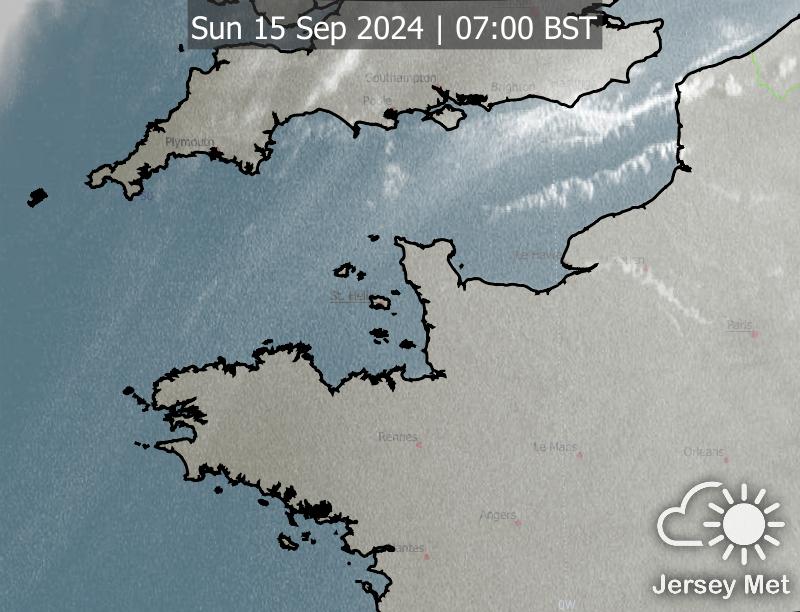 Sun 15 Sep 2024 | 07:00 BST
Southampton
Poole
Plymouth
Le Havre
St. Helier
Paris
Rennes
Le Mans
Orleans
Angers
Nantes
0W
Jersey Met